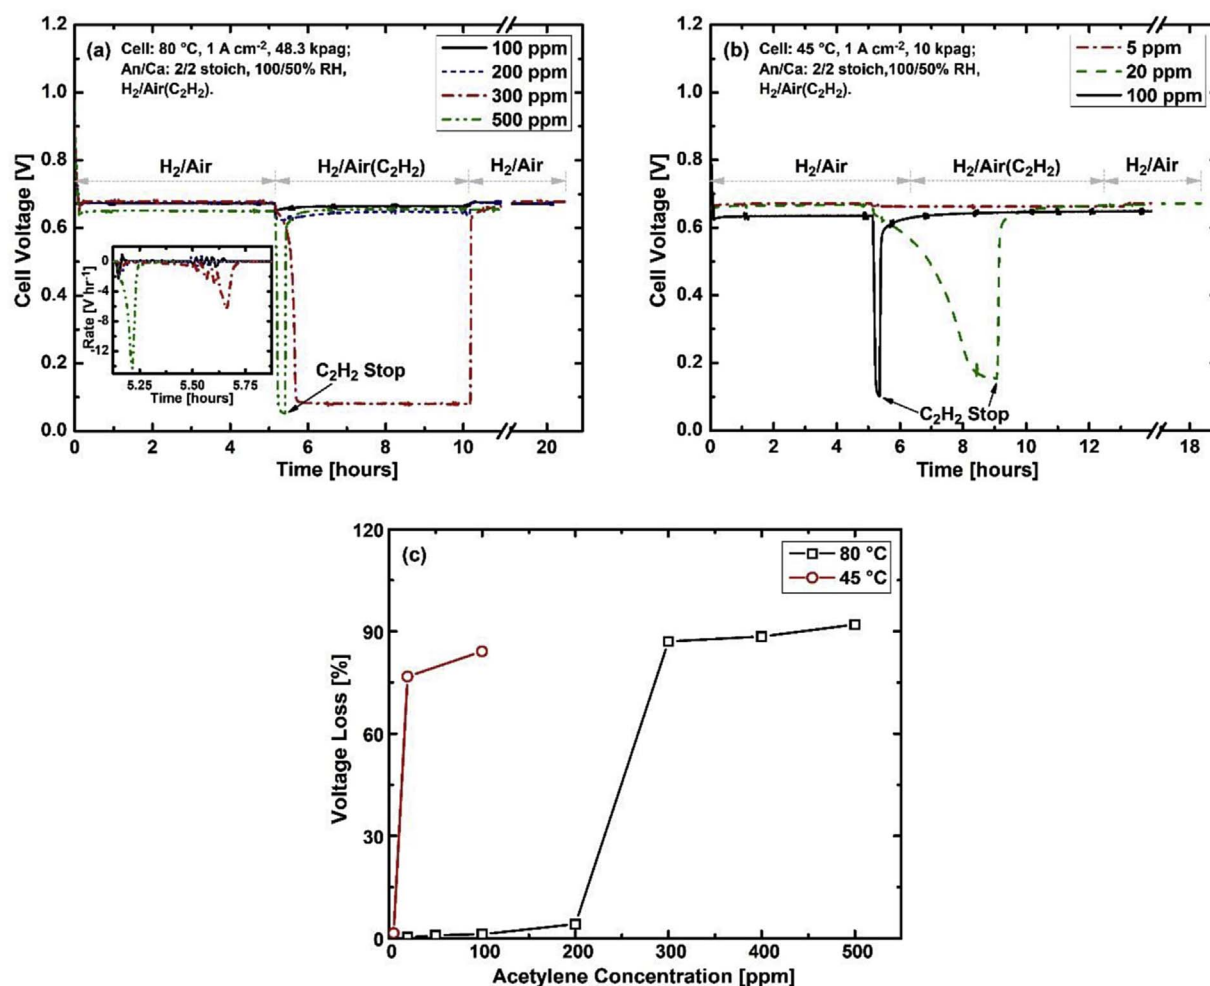 (a) Cell: 80 °C, 1 A cm-2, 48.3 kpag;
An/Ca: 2/2 stoich, 100/50% RH,
H2/Air(C2H2).
100 ppm
200 ppm
300 ppm
500 ppm
H2/Air
H2/Air(C2H2)
H2/Air
C2H2 Stop
Cell Voltage [V]
1.2
1.0
0.8
0.6
0.4
0.2
0.0
0 2 4 6 8 10 20
Time [hours]
Rate [V hr-1]
0
-4
-8
-12
5.25 5.50 5.75
Time [hours]
(b) Cell: 45 °C, 1 A cm-2, 10 kpag;
An/Ca: 2/2 stoich,100/50% RH,
H2/Air(C2H2).
5 ppm
20 ppm
100 ppm
H2/Air
H2/Air(C2H2)
H2/Air
C2H2 Stop
Cell Voltage [V]
1.2
1.0
0.8
0.6
0.4
0.2
0.0
0 2 4 6 8 10 12 14 18
Time [hours]
(c)
80 °C
45 °C
Voltage Loss [%]
120
90
60
30
0
0 100 200 300 400 500
Acetylene Concentration [ppm]